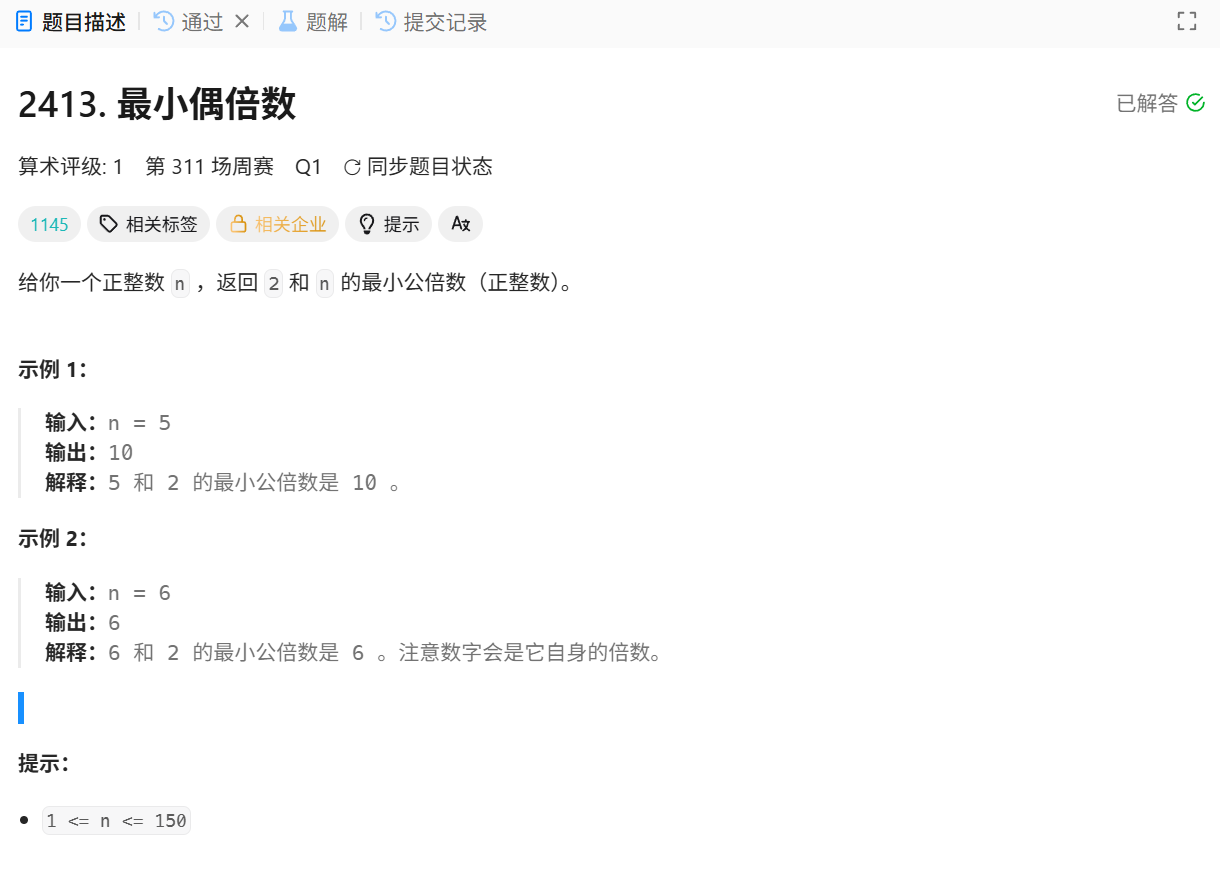 题目描述 通过 题解 提交记录
2413. 最小偶倍数 已解答
算术评级: 1 第 311 场周赛 Q1 同步题目状态
1145 相关标签 相关企业 提示
给你一个正整数 n ，返回 2 和 n 的最小公倍数（正整数）。
示例 1：
输入：n = 5
输出：10
解释：5 和 2 的最小公倍数是 10 。
示例 2：
输入：n = 6
输出：6
解释：6 和 2 的最小公倍数是 6 。注意数字会是它自身的倍数。
提示：
1 <= n <= 150